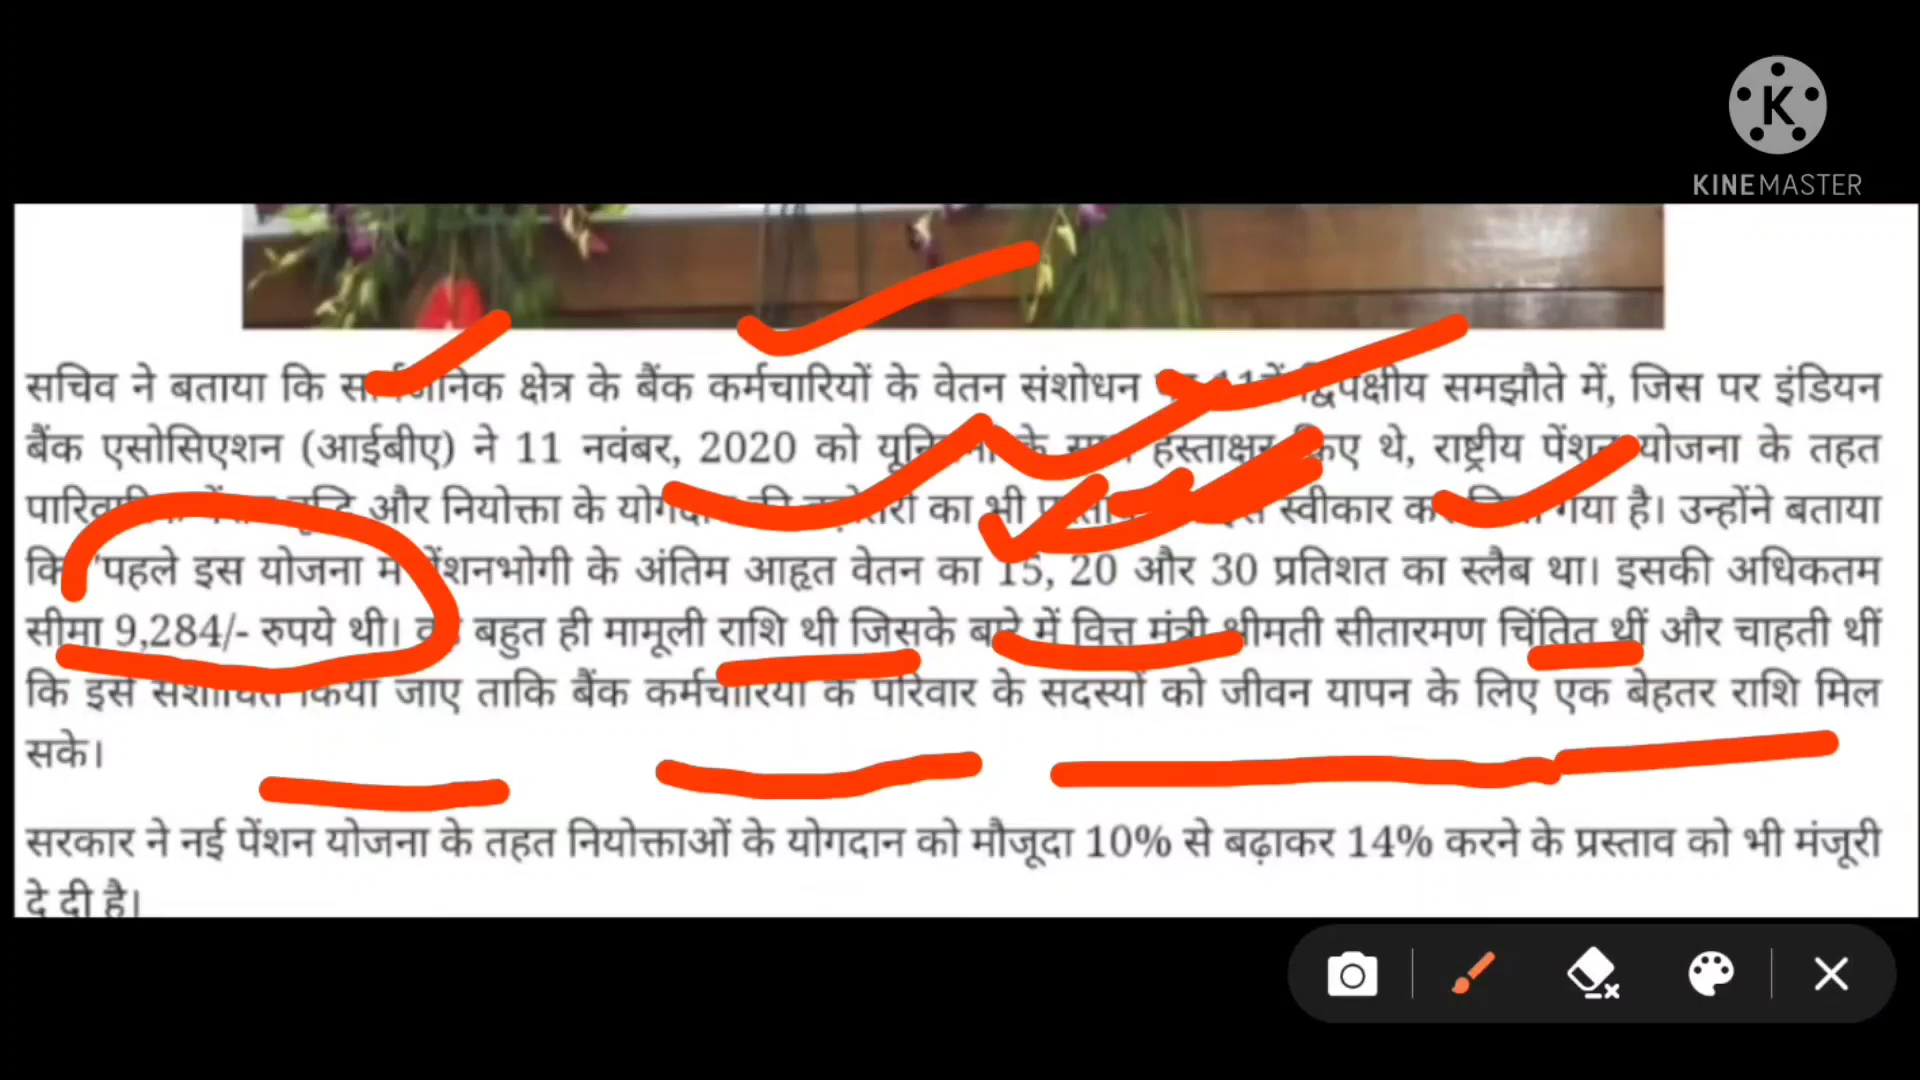 K
KINEMASTER
सचिव ने बताया कि क्षेत्र के बैंक कर्मचारियों के वेतन संशोधन समझौते में, जिस पर इंडियन
बैंक एसोसिएशन (आईबीए) ने 11 नवंबर, 2020 को हस्ताक्षर किए थे, राष्ट्रीय पेंशन योजना के तहत
और नियोक्ता के का भी स्वीकार गया है। उन्होंने बताया
कि 'पहले इस योजना में पेंशनभोगी के अंतिम आहृत वेतन का 15, 20 और 30 प्रतिशत का स्लैब था। इसकी अधिकतम
सीमा 9,284/- रुपये थी। बहुत ही मामूली राशि थी जिसके बारे में वित्त मंत्री श्रीमती सीतारमण चिंतित थीं और चाहती थीं
कि इसे संशोधित किया जाए ताकि बैंक कर्मचारियों के परिवार के सदस्यों को जीवन यापन के लिए एक बेहतर राशि मिल
सके।
सरकार ने नई पेंशन योजना के तहत नियोक्ताओं के योगदान को मौजूदा 10% से बढ़ाकर 14% करने के प्रस्ताव को भी मंजूरी
दे दी है।